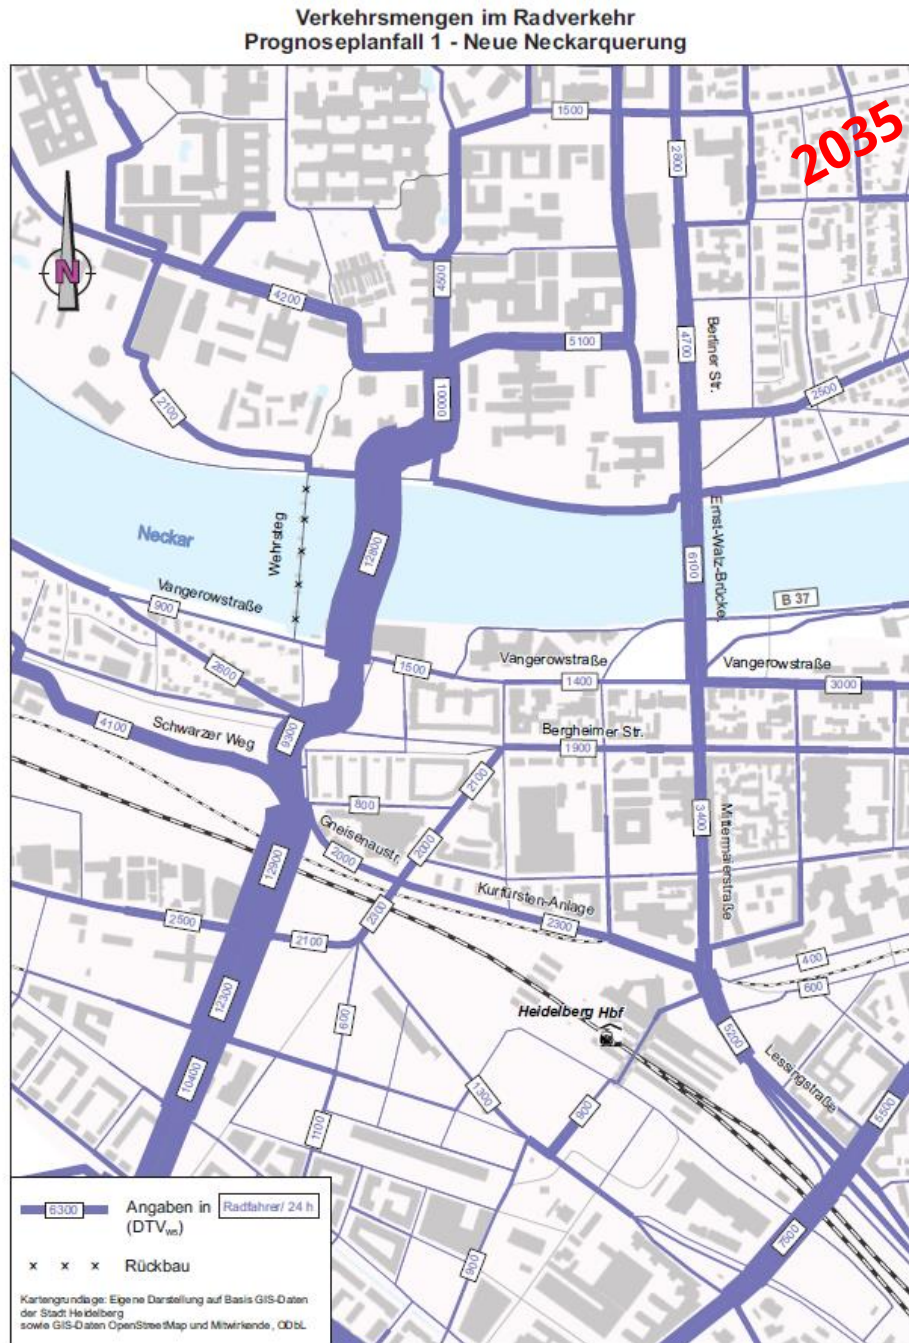 Verkehrsmengen im Radverkehr
Prognoseplanfall 1 - Neue Neckarquerung
2035
1500
2800
N
4500
4200
5100
4700
Berliner Str.
10000
2500
2100
Neckar
Wehrsteg
12800
Ernst-Walz-Brücke
6100
B 37
Vangerowstraße
900
1500
Vangerowstraße
1400
Vangerowstraße
3000
2600
4100
Schwarzer Weg
9300
Bergheimer Str.
1900
2100
800
Gneisenaustr.
2000
2000
3400
Mittermaierstraße
12900
Kurfürsten-Anlage
2300
2500
2100
2300
400
600
12300
600
Heidelberg Hbf
5200
Lessingstraße
10400
1300
900
5500
1100
7500
900
6300
Angaben in
Radfahrer/ 24 h
(DTVw5)
x x x Rückbau
Kartengrundlage: Eigene Darstellung auf Basis GIS-Daten
der Stadt Heidelberg
sowie GIS-Daten OpenStreetMap und Mitwirkende, ODbL